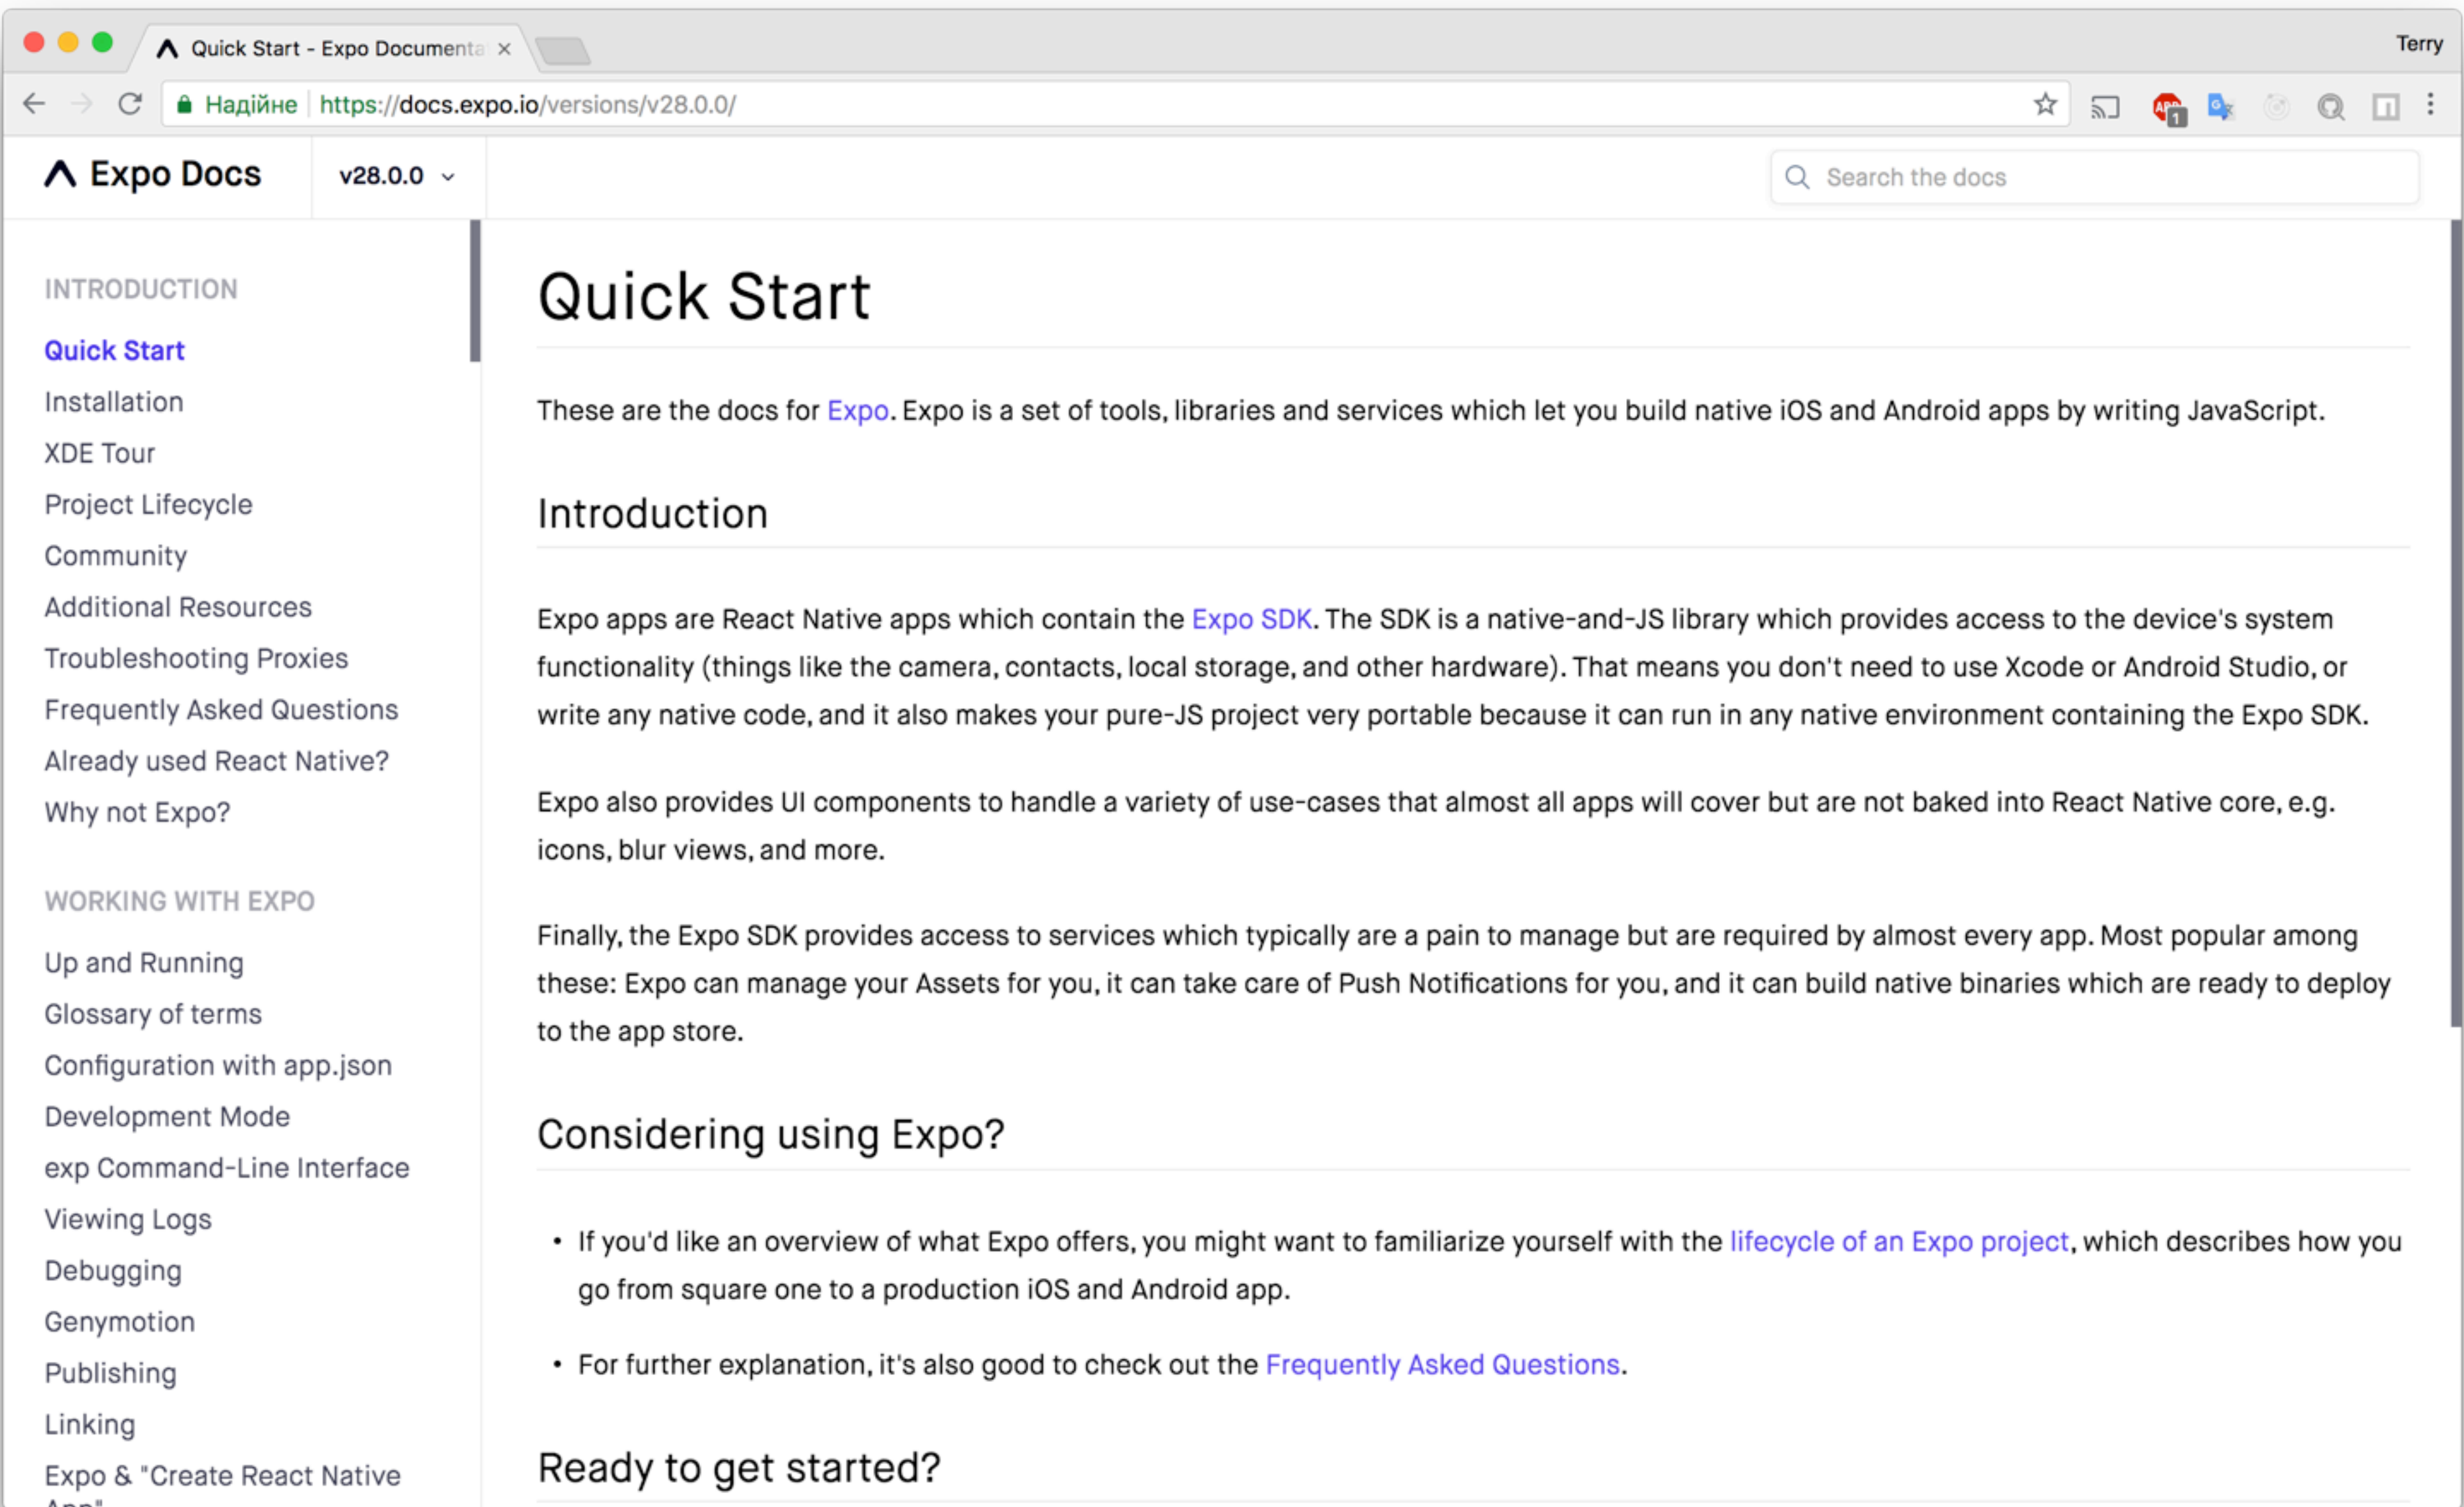 Quick Start - Expo Documenta
Terry
Надійне https://docs.expo.io/versions/v28.0.0/
ABP
1
G
Expo Docs
v28.0.0
Search the docs
INTRODUCTION
Quick Start
Installation
XDE Tour
Project Lifecycle
Community
Additional Resources
Troubleshooting Proxies
Frequently Asked Questions
Already used React Native?
Why not Expo?
WORKING WITH EXPO
Up and Running
Glossary of terms
Configuration with app.json
Development Mode
exp Command-Line Interface
Viewing Logs
Debugging
Genymotion
Publishing
Linking
Expo & "Create React Native
App"
Quick Start
These are the docs for Expo. Expo is a set of tools, libraries and services which let you build native iOS and Android apps by writing JavaScript.
Introduction
Expo apps are React Native apps which contain the Expo SDK. The SDK is a native-and-JS library which provides access to the device's system
functionality (things like the camera, contacts, local storage, and other hardware). That means you don't need to use Xcode or Android Studio, or
write any native code, and it also makes your pure-JS project very portable because it can run in any native environment containing the Expo SDK.
Expo also provides UI components to handle a variety of use-cases that almost all apps will cover but are not baked into React Native core, e.g.
icons, blur views, and more.
Finally, the Expo SDK provides access to services which typically are a pain to manage but are required by almost every app. Most popular among
these: Expo can manage your Assets for you, it can take care of Push Notifications for you, and it can build native binaries which are ready to deploy
to the app store.
Considering using Expo?
• If you'd like an overview of what Expo offers, you might want to familiarize yourself with the lifecycle of an Expo project, which describes how you
go from square one to a production iOS and Android app.
• For further explanation, it's also good to check out the Frequently Asked Questions.
Ready to get started?